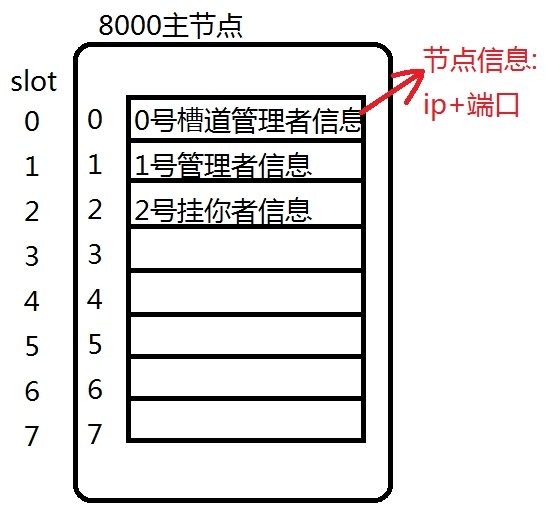 8000主节点
节点信息:
ip+端口
slot
0 0 0号槽道管理者信息
1 1 1号管理者信息
2 2 2号挂你者信息
3 3
4 4
5 5
6 6
7 7